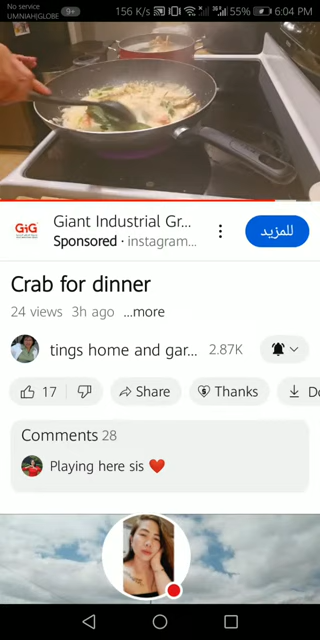 No service
UMNIAH|GLOBE
9+
156 K/s
55%
6:04 PM
GiG
Giant Industrial Gr...
Sponsored · instagram...
للمزيد
Crab for dinner
24 views 3h ago ...more
tings home and gar... 2.87K
17
Share
Thanks
Do
Comments 28
Playing here sis ❤️